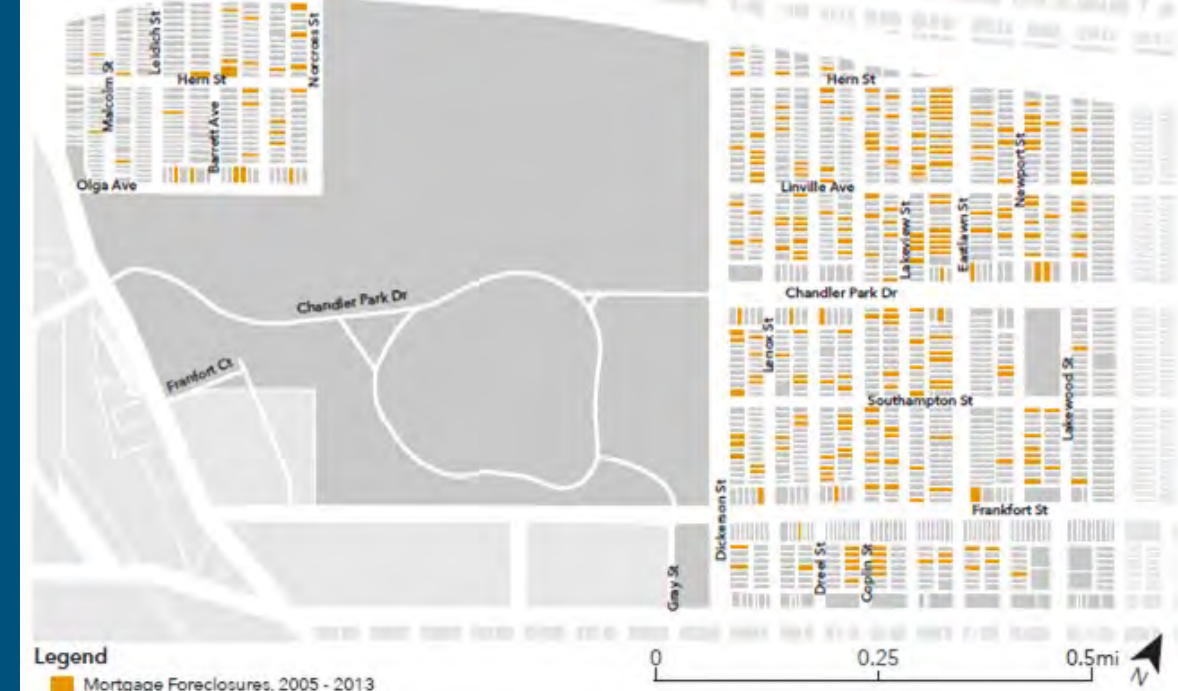 Malcolm St
Leidich St
Hern St
Barrett Ave
Norcross St
Olga Ave
Hern St
Linville Ave
Newport St
Lakeview St
Eastlawn St
Chandler Park Dr
Chandler Park Dr
Lenox St
Franfort Ct
Southampton St
Lakewood St
Dickerson St
Frankfort St
Drexel St
Coplin St
Gray St
Legend
0 0.25 0.5mi
N
Mortgage Foreclosures, 2005 - 2013